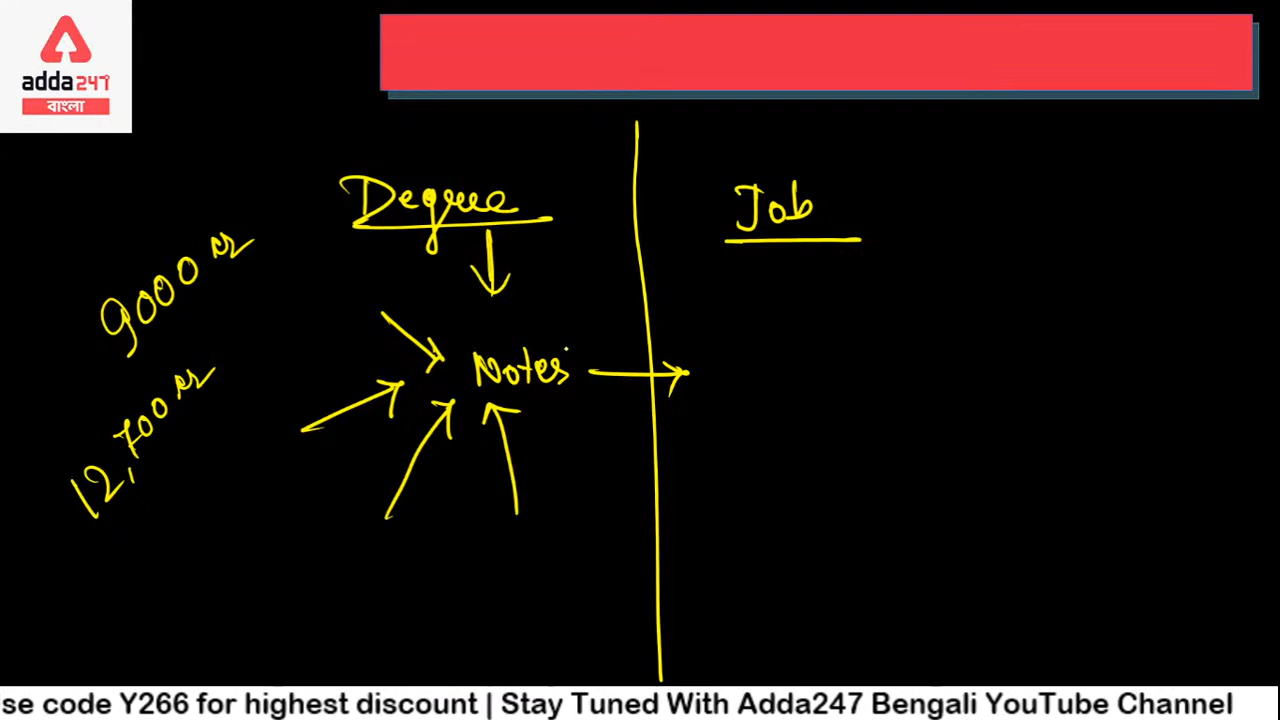 adda247
বাংলা
Degree
Job
9000 cr
Notes
12,700 cr
se code Y266 for highest discount | Stay Tuned With Adda247 Bengali YouTube Channel